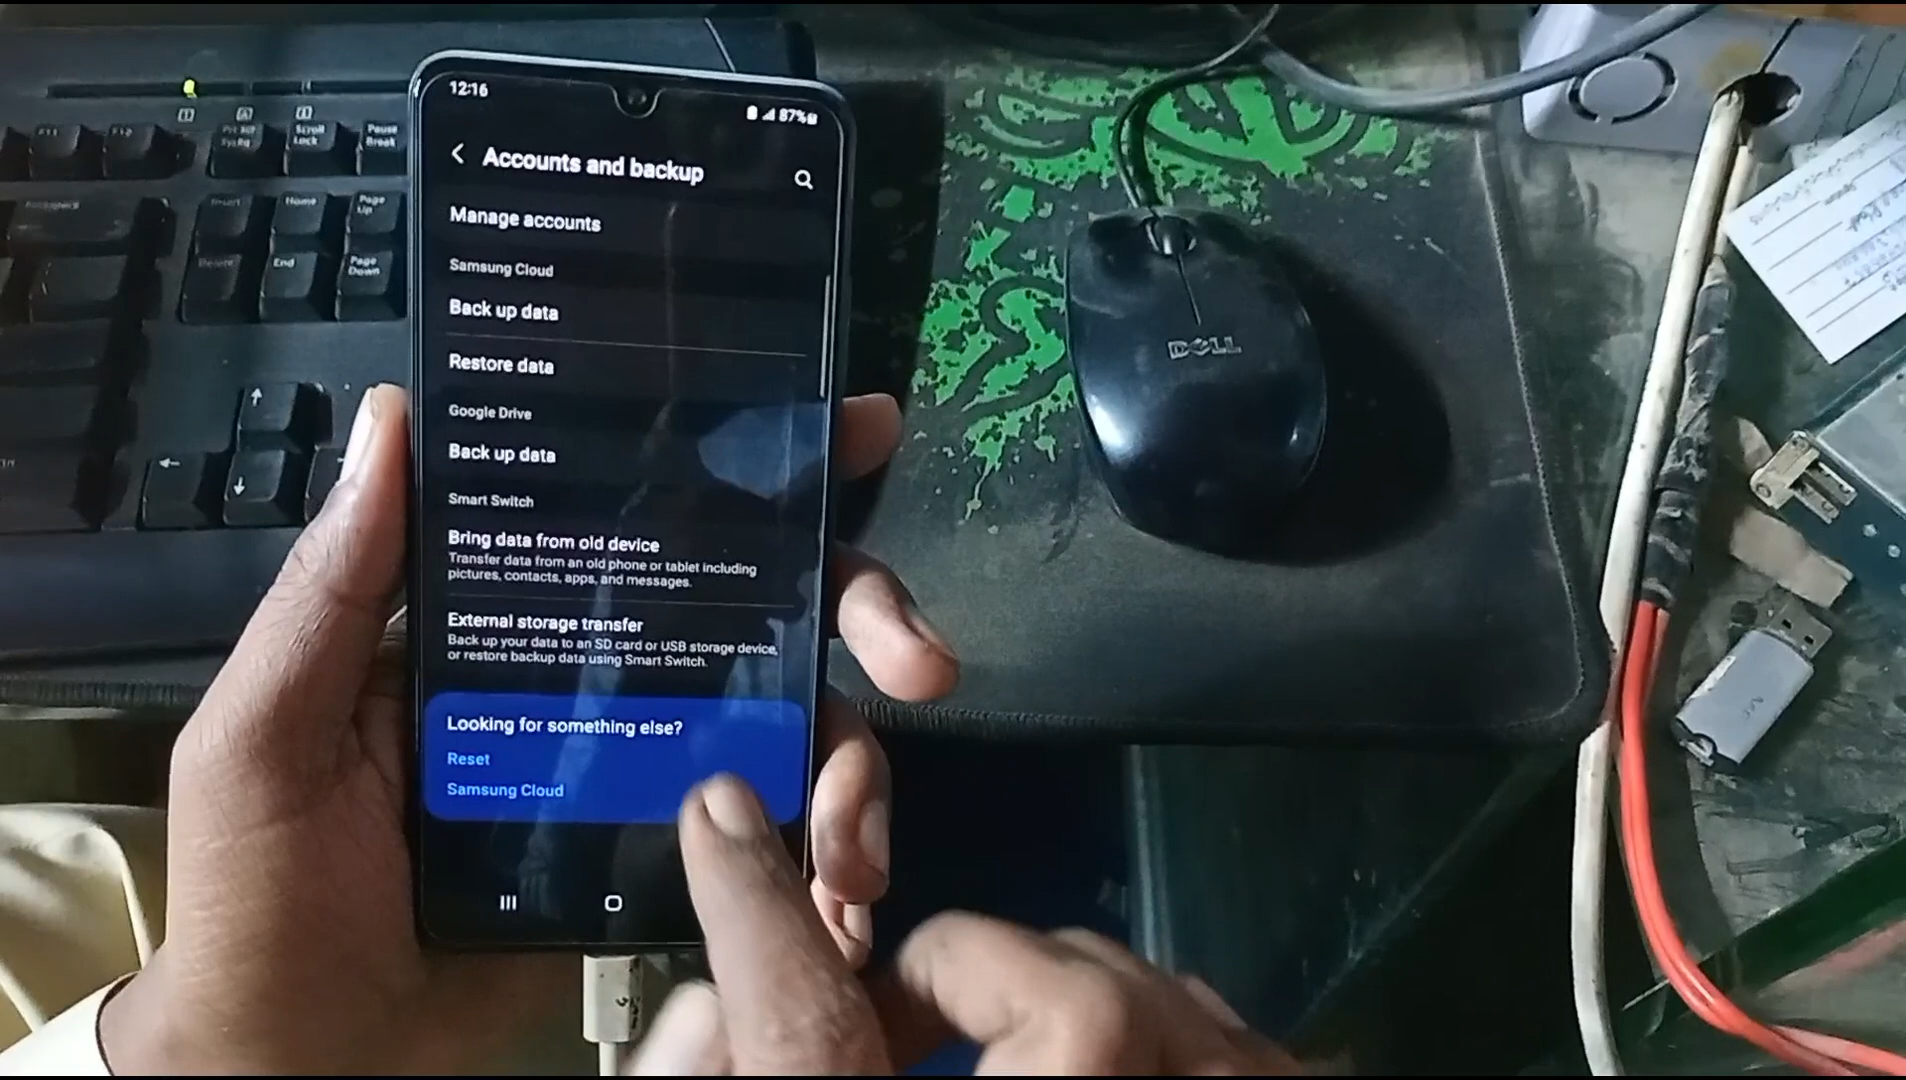 12:16
87%
Accounts and backup
Manage accounts
Samsung Cloud
Back up data
Restore data
Google Drive
Back up data
Smart Switch
Bring data from old device
Transfer data from an old phone or tablet including
pictures, contacts, apps, and messages.
External storage transfer
Back up your data to an SD card or USB storage device,
or restore backup data using Smart Switch.
Looking for something else?
Reset
Samsung Cloud
F11
F12
Scroll
Lock
Pause
Break
Insert
Home
Page
Up
Delete
End
Page
Down
DELL